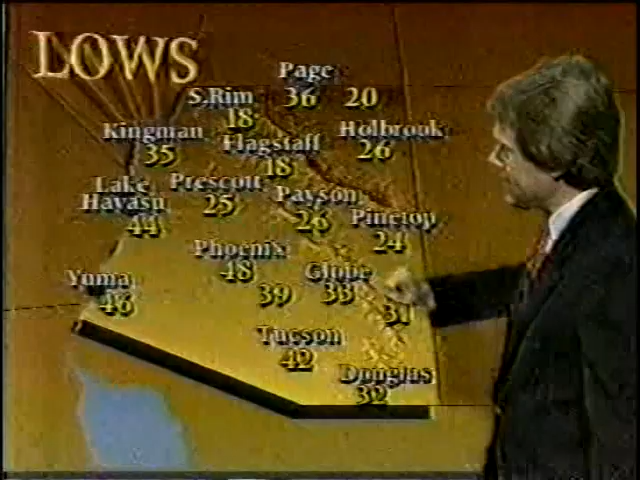 LOWS
Page
36 20
S.Rim
18
Kingman
35
Flagstaff
18
Holbrook
26
Lake
Havasu
44
Prescott
25
Payson
26
Pinetop
24
Phoenix
48
39
Globe
33
31
Yuma
46
Tucson
42
Douglas
32